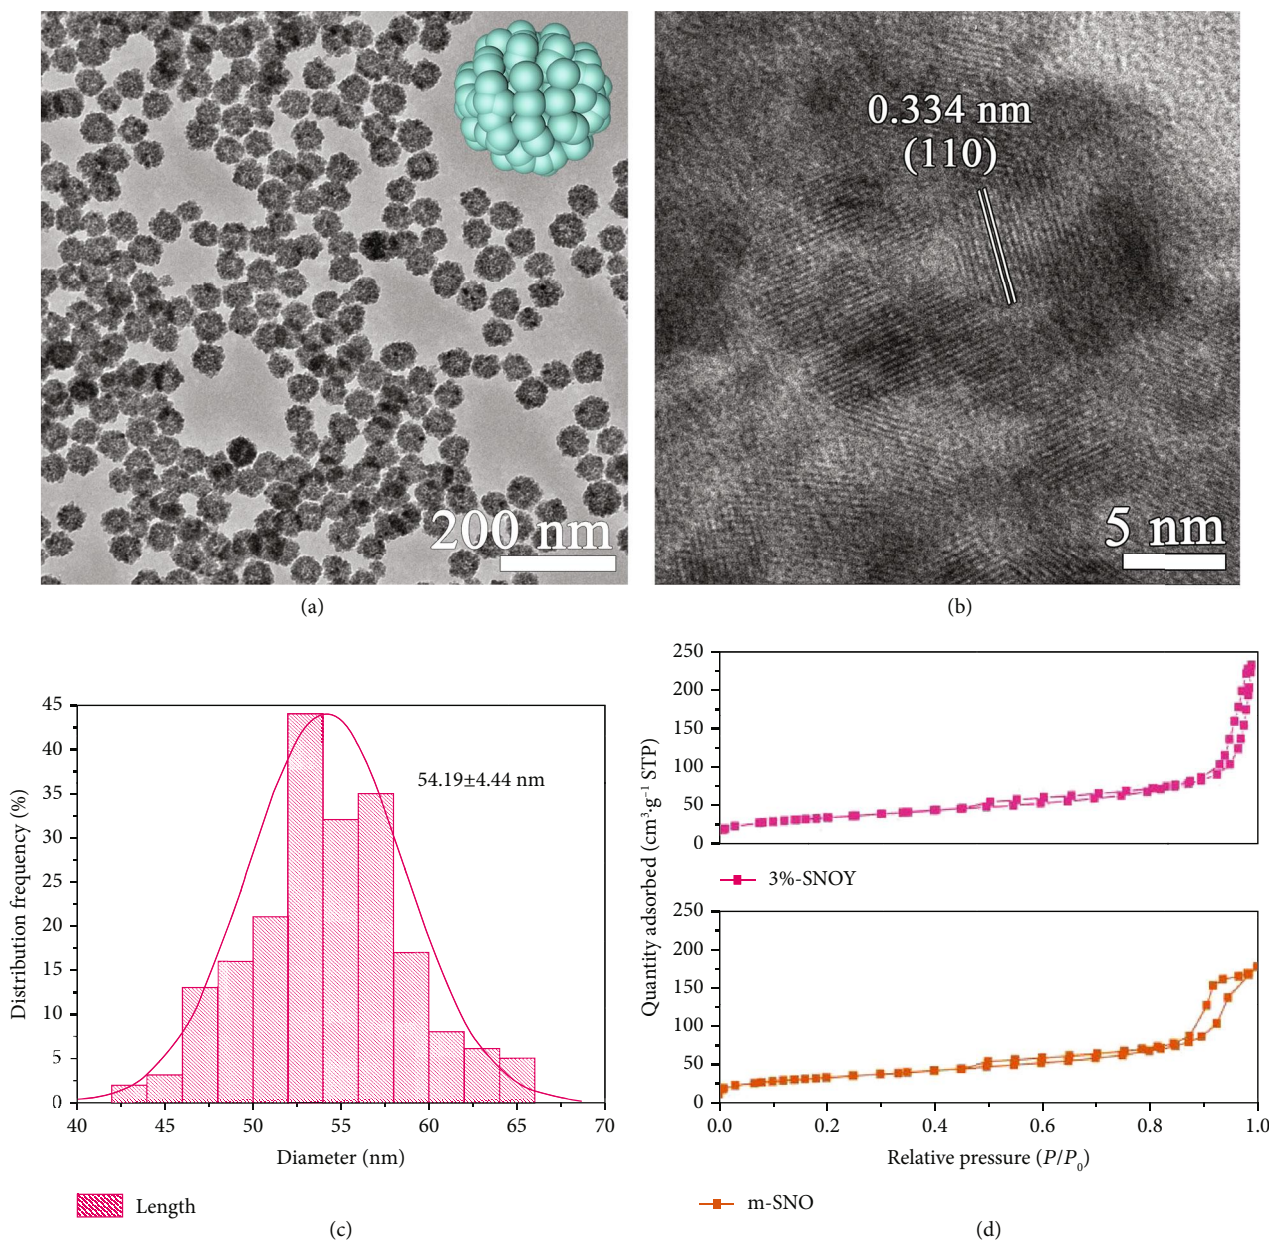 200 nm
(a)
0.334 nm
(110)
5 nm
(b)
45
40
35
30
25
20
15
10
5
0
Distribution frequency (%)
54.19±4.44 nm
40 45 50 55 60 65 70
Diameter (nm)
Length
(c)
250
200
150
100
50
0
3%-SNOY
Quantity adsorbed (cm³·g⁻¹ STP)
250
200
150
100
50
0
0.0 0.2 0.4 0.6 0.8 1.0
Relative pressure (P/P₀)
m-SNO
(d)